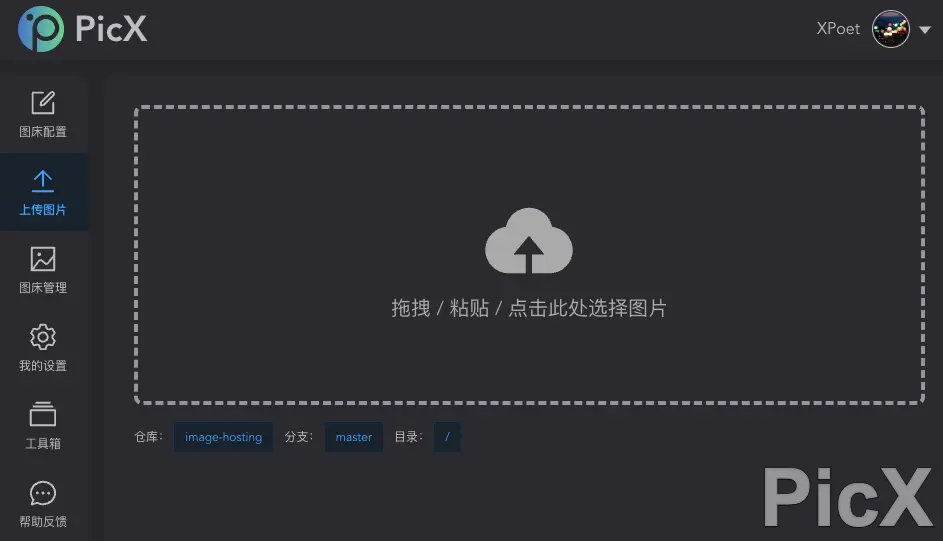 PicX
XPoet
图床配置
上传图片
图床管理
我的设置
工具箱
帮助反馈
拖拽 / 粘贴 / 点击此处选择图片
仓库： image-hosting 分支： master 目录： /
PicX